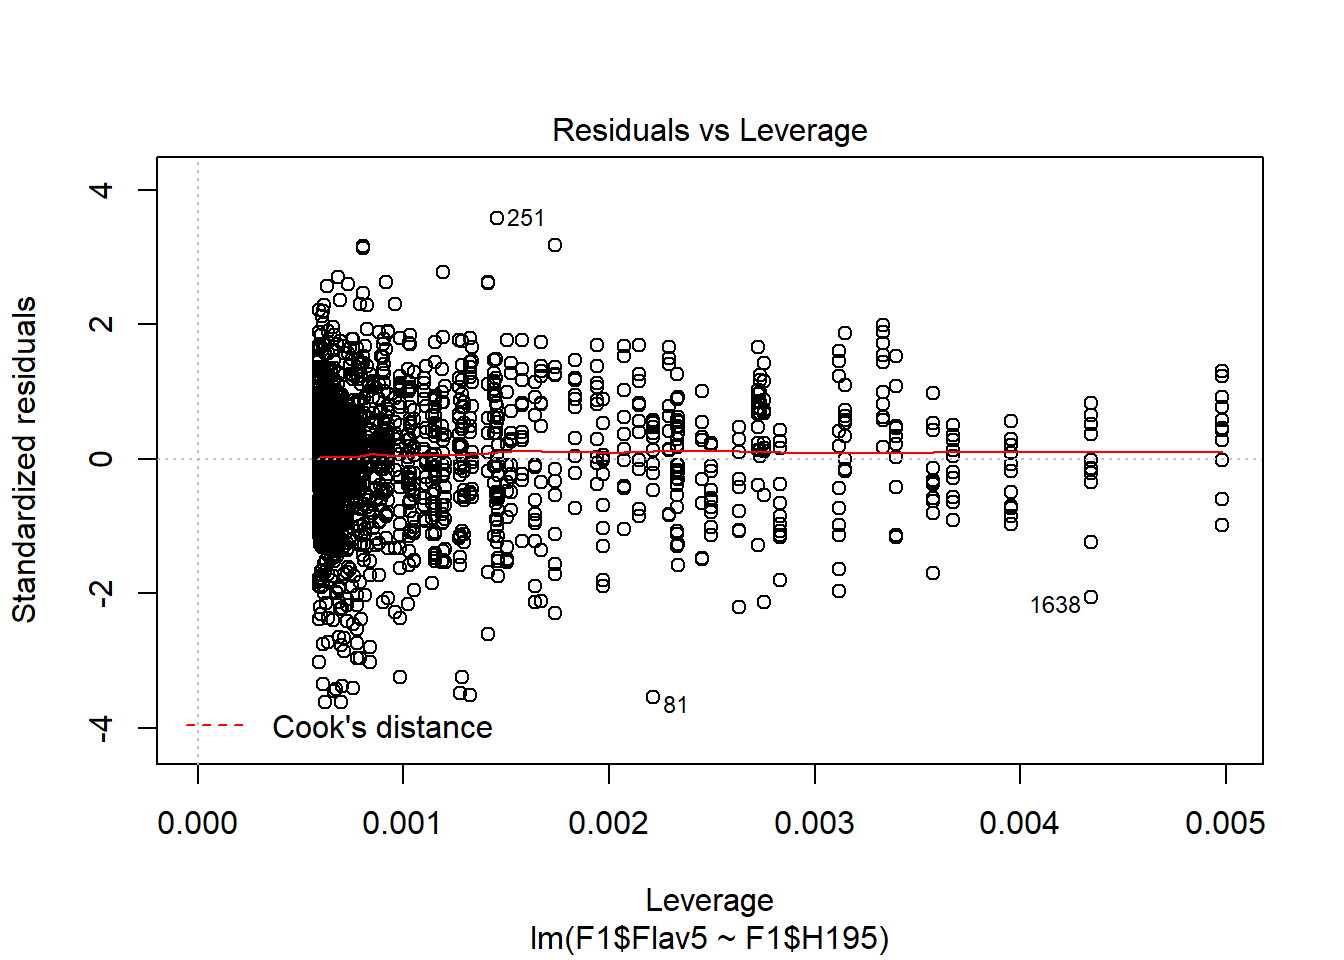 Residuals vs Leverage
Standardized residuals
4
2
0
-2
-4
251
1638
81
Cook's distance
0.000 0.001 0.002 0.003 0.004 0.005
Leverage
lm(F1$Flav5 ~ F1$H195)